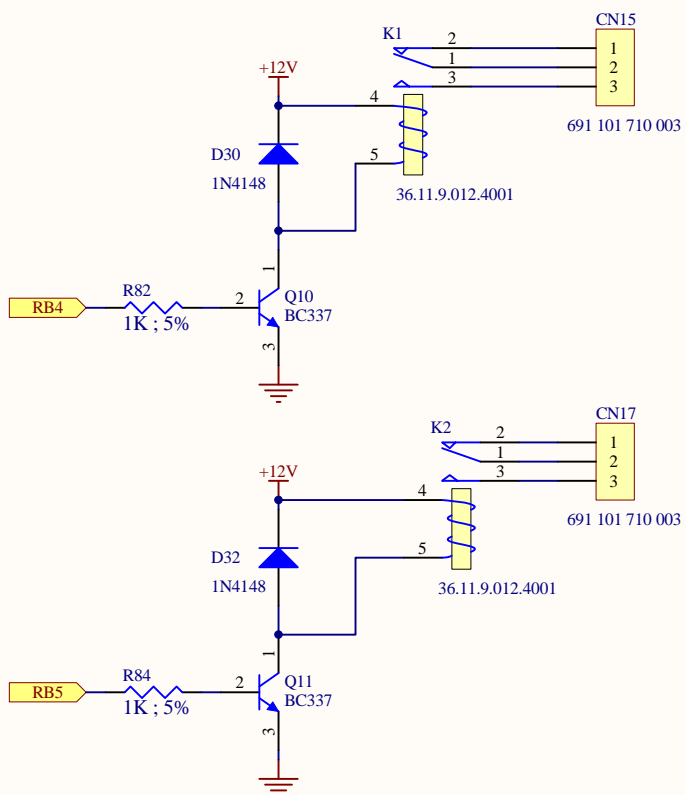 CN15
K1
2
1
1
2
3
3
+12V
4
691 101 710 003
D30
5
1N4148
36.11.9.012.4001
1
R82
Q10
2
RB4
BC337
1K ; 5%
3
CN17
K2
2
1
1
2
3
3
+12V
4
691 101 710 003
D32
5
1N4148
36.11.9.012.4001
1
R84
Q11
2
RB5
BC337
1K ; 5%
3